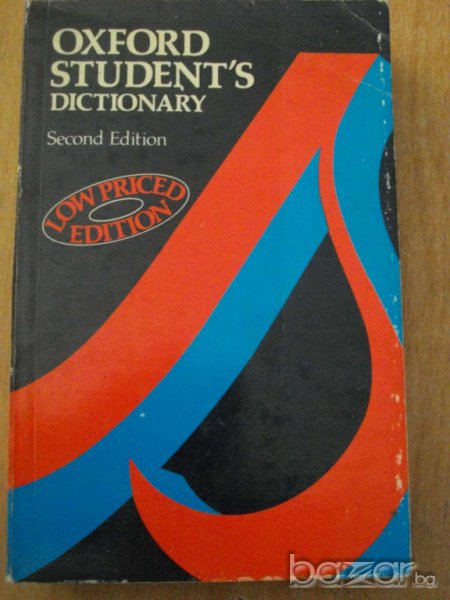 OXFORD
STUDENT'S
DICTIONARY
Second Edition
LOW PRICED
EDITION
bazar.bg